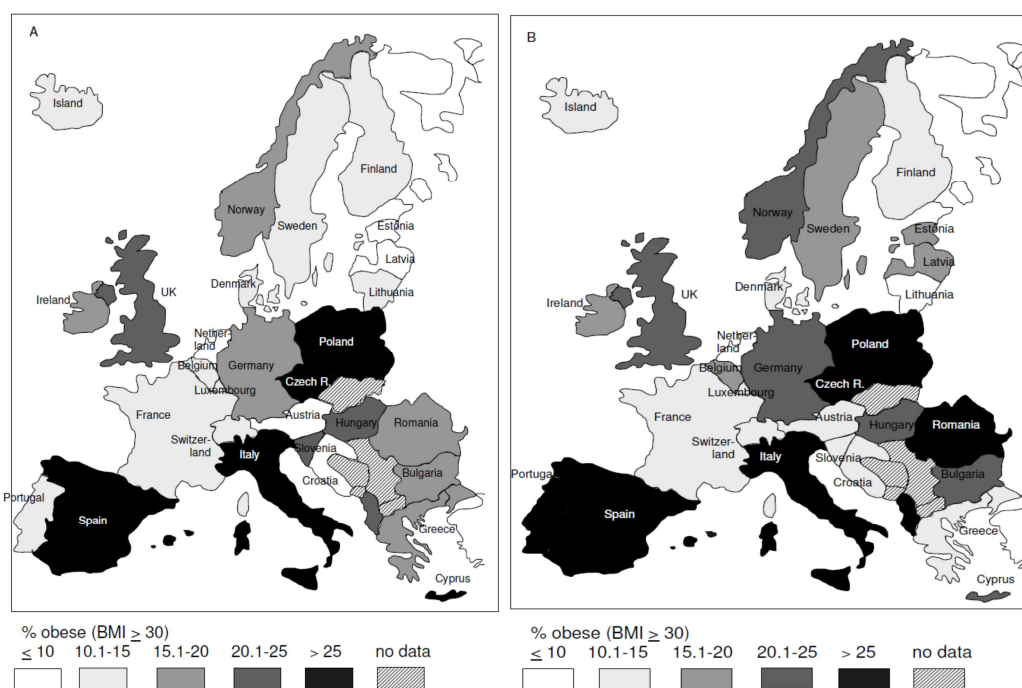 A
Island
Finland
Norway
Sweden
Estonia
Latvia
Denmark
Lithuania
Ireland
UK
Nether-
land
Poland
Belgium
Germany
Czech R.
Luxembourg
France
Austria
Hungary
Romania
Switzer-
land
Italy
Slovenia
Croatia
Bulgaria
Portugal
Spain
Greece
Cyprus
% obese (BMI ≥ 30)
≤ 10 10.1-15 15.1-20 20.1-25 > 25 no data
B
Island
Finland
Norway
Sweden
Estonia
Latvia
Denmark
Lithuania
Ireland
UK
Nether-
land
Poland
Belgium
Germany
Czech R.
Luxembourg
France
Austria
Hungary
Romania
Switzer-
land
Italy
Slovenia
Croatia
Bulgaria
Portugal
Spain
Greece
Cyprus
% obese (BMI ≥ 30)
≤ 10 10.1-15 15.1-20 20.1-25 > 25 no data